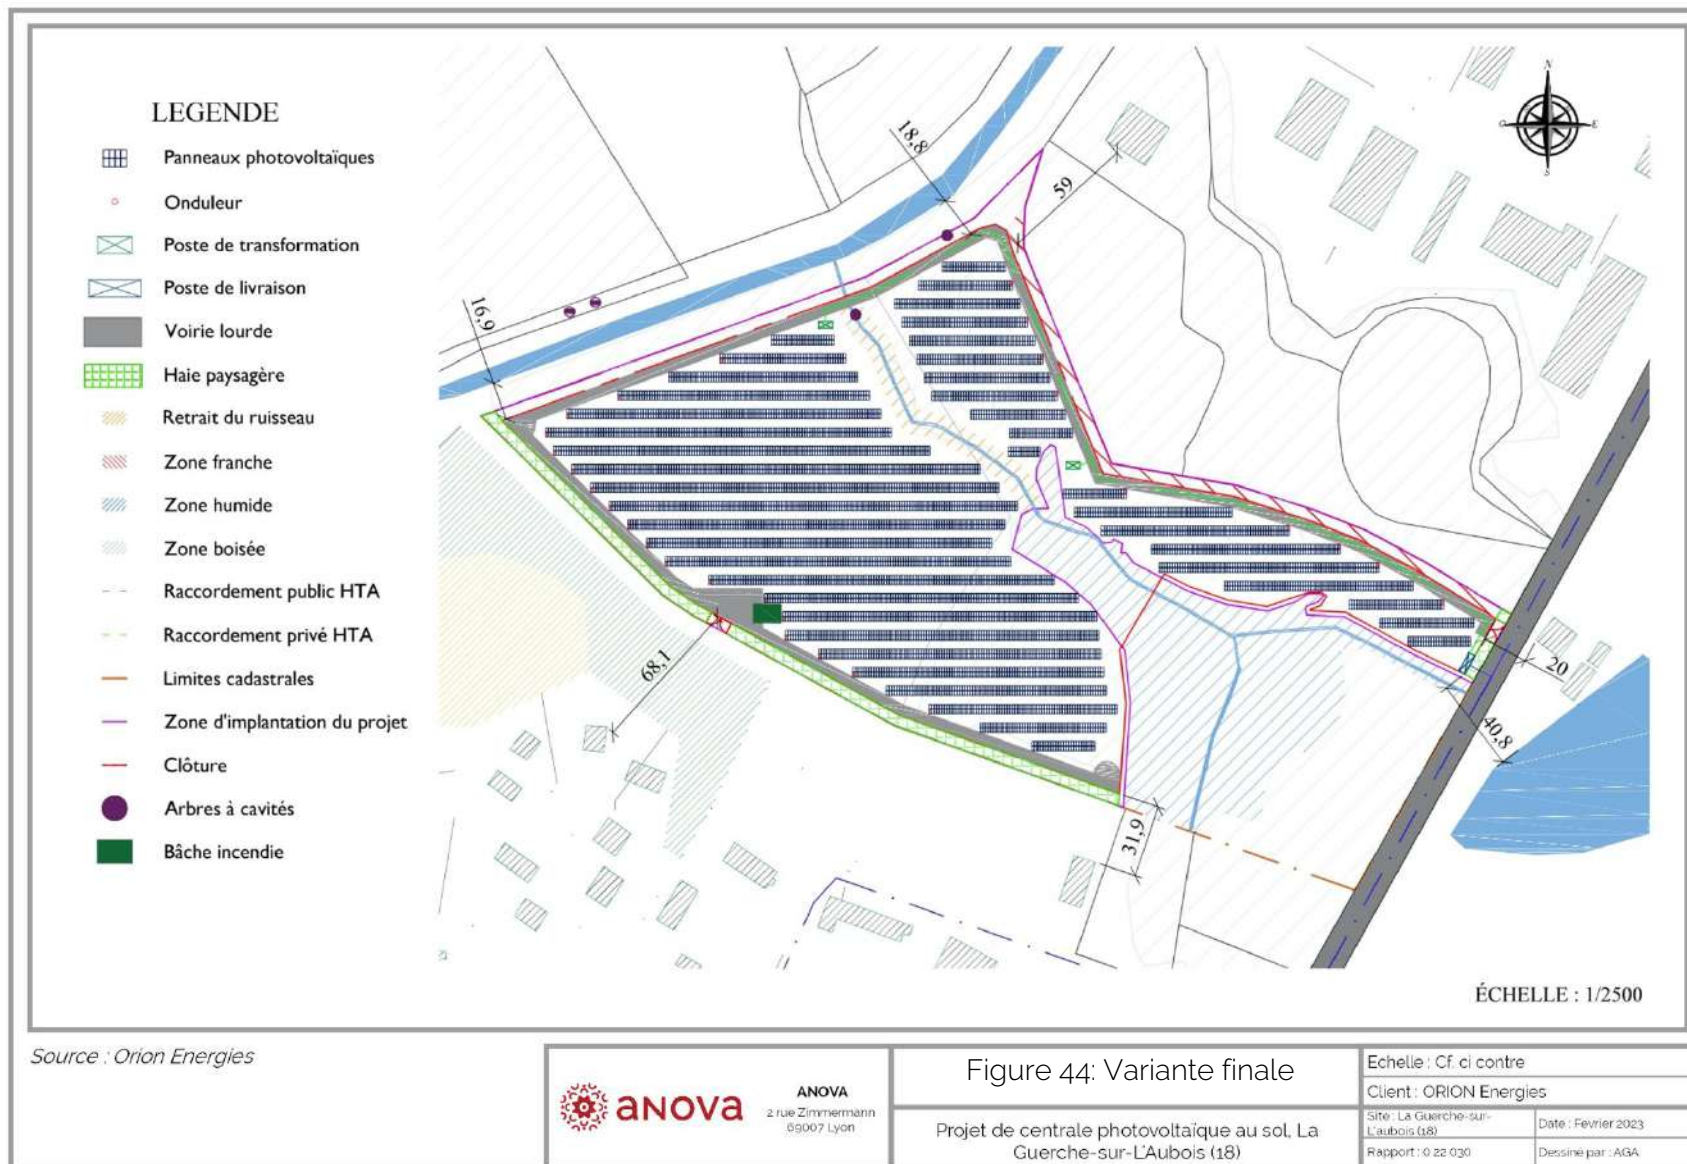 LEGENDE
Panneaux photovoltaïques
Onduleur
Poste de transformation
Poste de livraison
Voirie lourde
Haie paysagère
Retrait du ruisseau
Zone franche
Zone humide
Zone boisée
Raccordement public HTA
Raccordement privé HTA
Limites cadastrales
Zone d'implantation du projet
Clôture
Arbres à cavités
Bâche incendie
18,8
59
16,9
68,1
20
40,8
31,9
N
O
E
S
ÉCHELLE : 1/2500
Source : Orion Energies
ANOVA
ANOVA
2 rue Zimmermann
69007 Lyon
Figure 44: Variante finale
Projet de centrale photovoltaïque au sol, La
Guerche-sur-L'Aubois (18)
Echelle : Cf. ci contre
Client : ORION Energies
Site : La Guerche-sur-
L'aubois (18)
Date : Fevrier 2023
Rapport : 0 22 030
Dessiné par : AGA